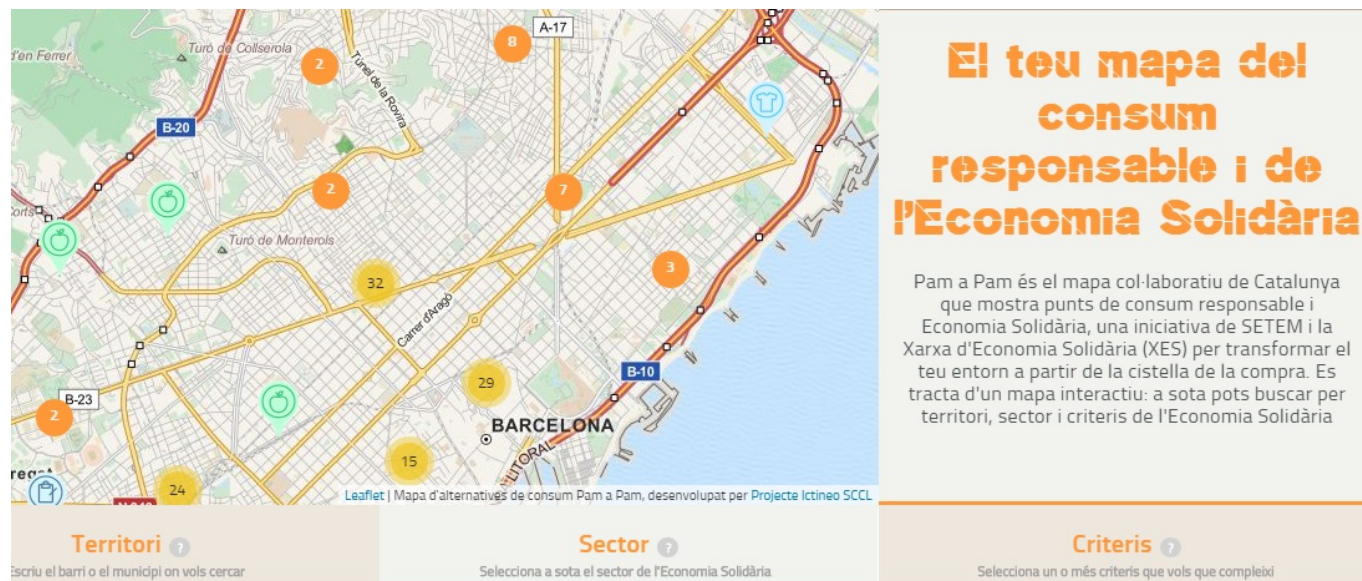 8
A-17
Turó de Collserola
d'en Ferrer
2
Túnel de la Rovira
B-20
2
7
Turó de Monterols
3
32
Carrer d'Aragó
B-10
29
B-23
2
BARCELONA
15
LITORAL
24
Leaflet | Mapa d'alternatives de consum Pam a Pam, desenvolupat per Projecte Ictineo SCCL
El teu mapa del
consum
responsable i de
l'Economia Solidària
Pam a Pam és el mapa col·laboratiu de Catalunya
que mostra punts de consum responsable i
Economia Solidària, una iniciativa de SETEM i la
Xarxa d'Economia Solidària (XES) per transformar el
teu entorn a partir de la cistella de la compra. Es
tracta d'un mapa interactiu: a sota pots buscar per
territori, sector i criteris de l'Economia Solidària
Territori ?
Escriu el barri o el municipi on vols cercar
Sector ?
Selecciona a sota el sector de l'Economia Solidària
Criteris ?
Selecciona un o més criteris que vols que compleixi